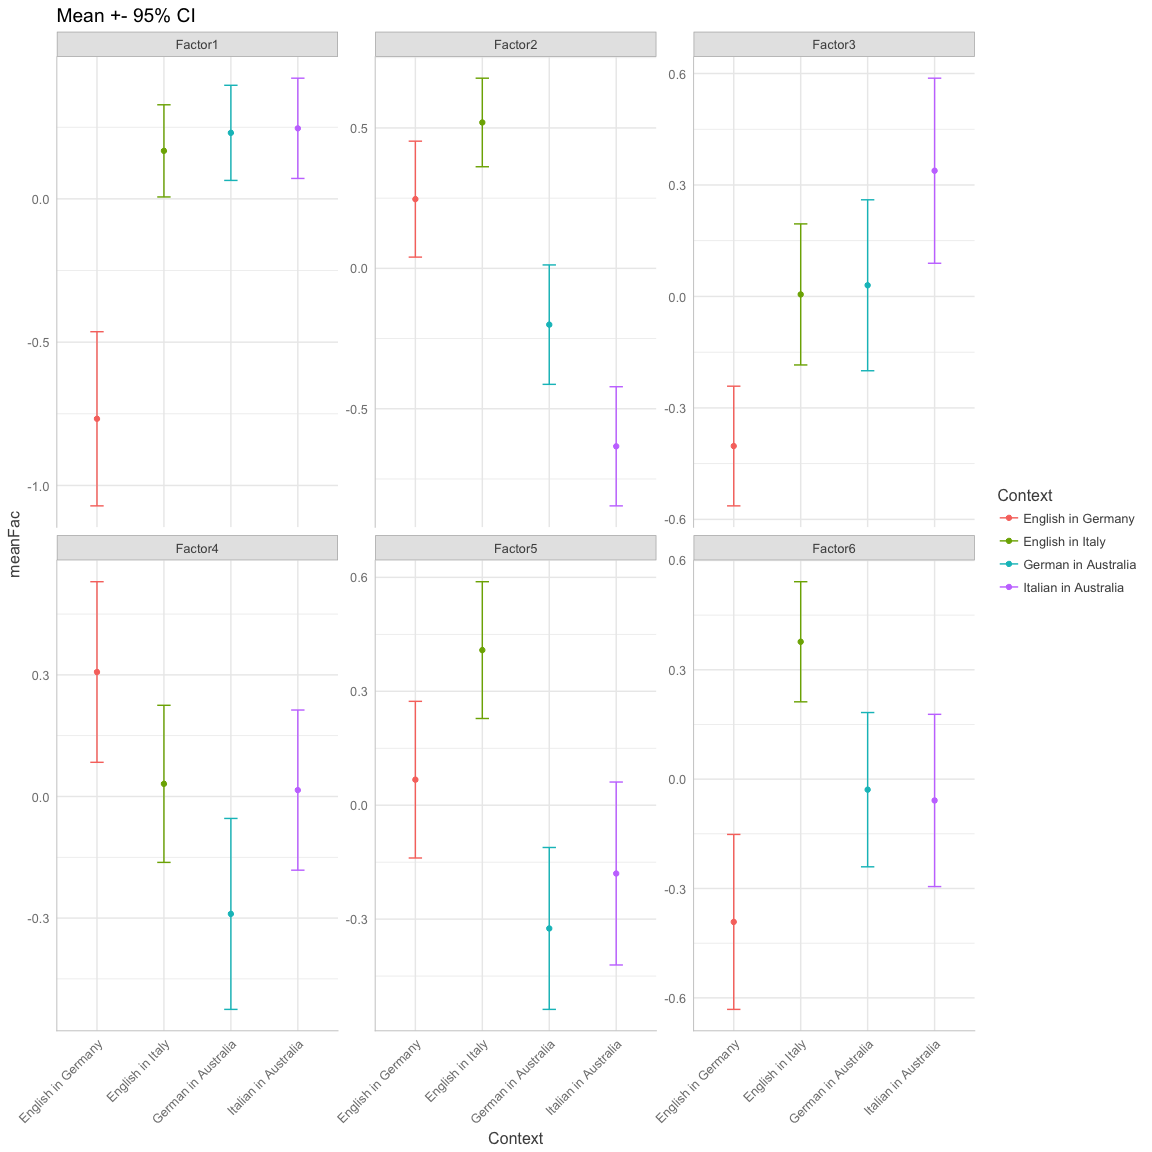 Mean +- 95% CI
Factor1
Factor2
Factor3
0.0
-0.5
-1.0
0.5
0.0
-0.5
0.6
0.3
0.0
-0.3
-0.6
meanFac
Factor4
Factor5
Factor6
0.3
0.0
-0.3
0.6
0.3
0.0
-0.3
0.6
0.3
0.0
-0.3
-0.6
English in Germany
English in Italy
German in Australia
Italian in Australia
English in Germany
English in Italy
German in Australia
Italian in Australia
English in Germany
English in Italy
German in Australia
Italian in Australia
Context
Context
English in Germany
English in Italy
German in Australia
Italian in Australia